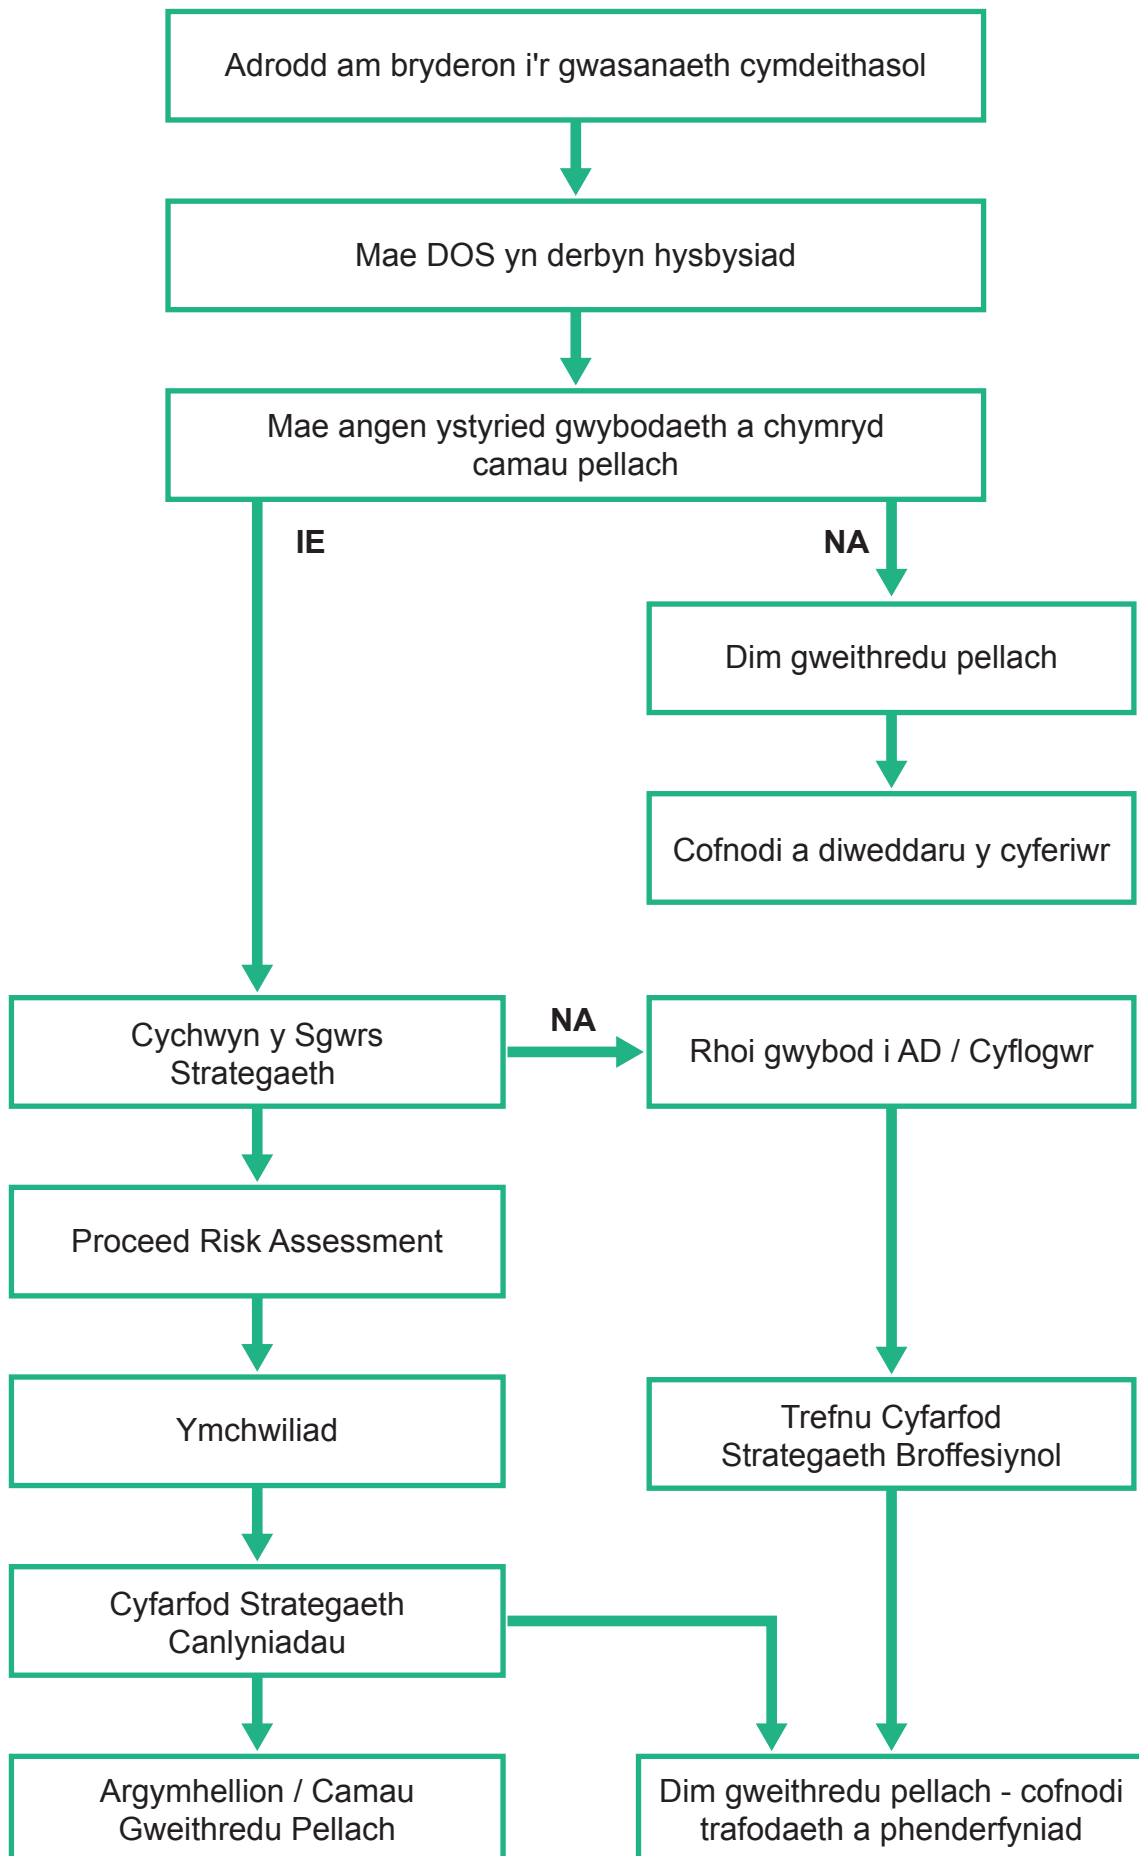 Adrodd am bryderon i'r gwasanaeth cymdeithasol
Mae DOS yn derbyn hysbysiad
Mae angen ystyried gwybodaeth a chymryd
camau pellach
IE
NA
Dim gweithredu pellach
Cofnodi a diweddaru y cyferiwr
Cychwyn y Sgwrs
Strategaeth
NA
Rhoi gwybod i AD / Cyflogwr
Proceed Risk Assessment
Ymchwiliad
Trefnu Cyfarfod
Strategaeth Broffesiynol
Cyfarfod Strategaeth
Canlyniadau
Argymhellion / Camau
Gweithredu Pellach
Dim gweithredu pellach - cofnodi
trafodaeth a phenderfyniad